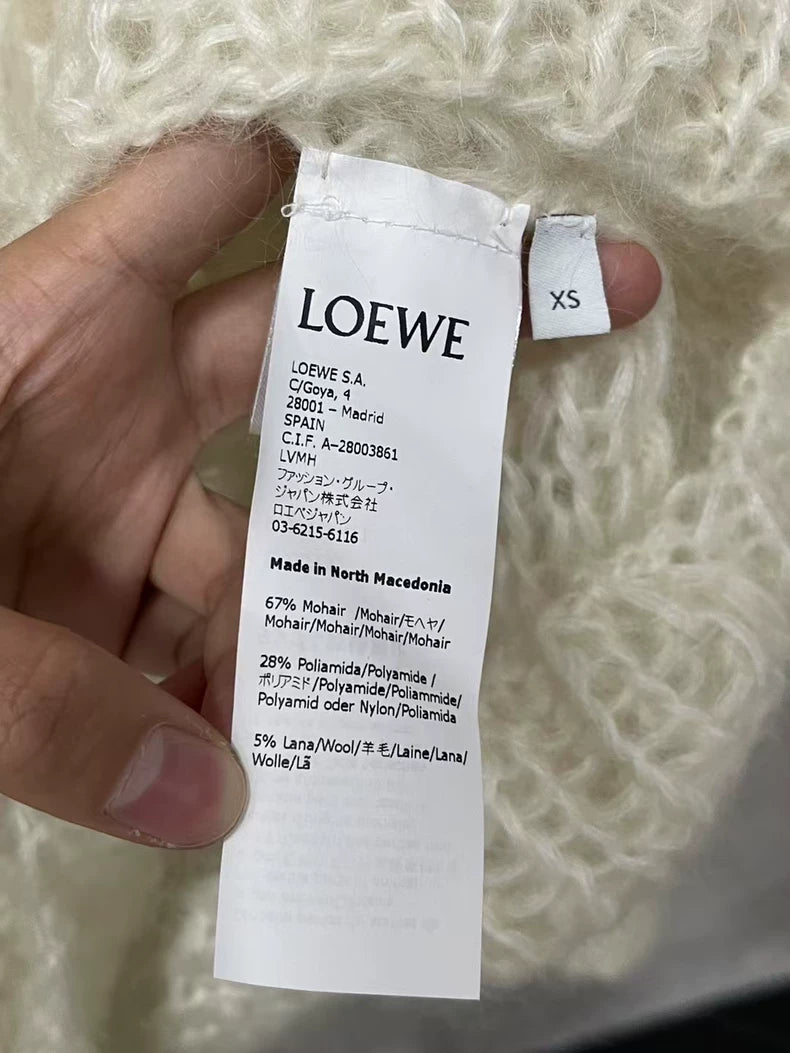 LOEWE
XS
LOEWE S.A.
C/Goya, 4
28001 – Madrid
SPAIN
C.I.F. A–28003861
LVMH
ファッション・グループ・
ジャパン株式会社
ロエベジャパン
03-6215-6116
Made in North Macedonia
67% Mohair /Mohair/モヘヤ/
Mohair/Mohair/Mohair/Mohair
28% Poliamida/Polyamide /
ポリアミド/Polyamide/Poliammide/
Polyamid oder Nylon/Poliamida
5% Lana/Wool/羊毛/Laine/Lana/
Wolle/Lã